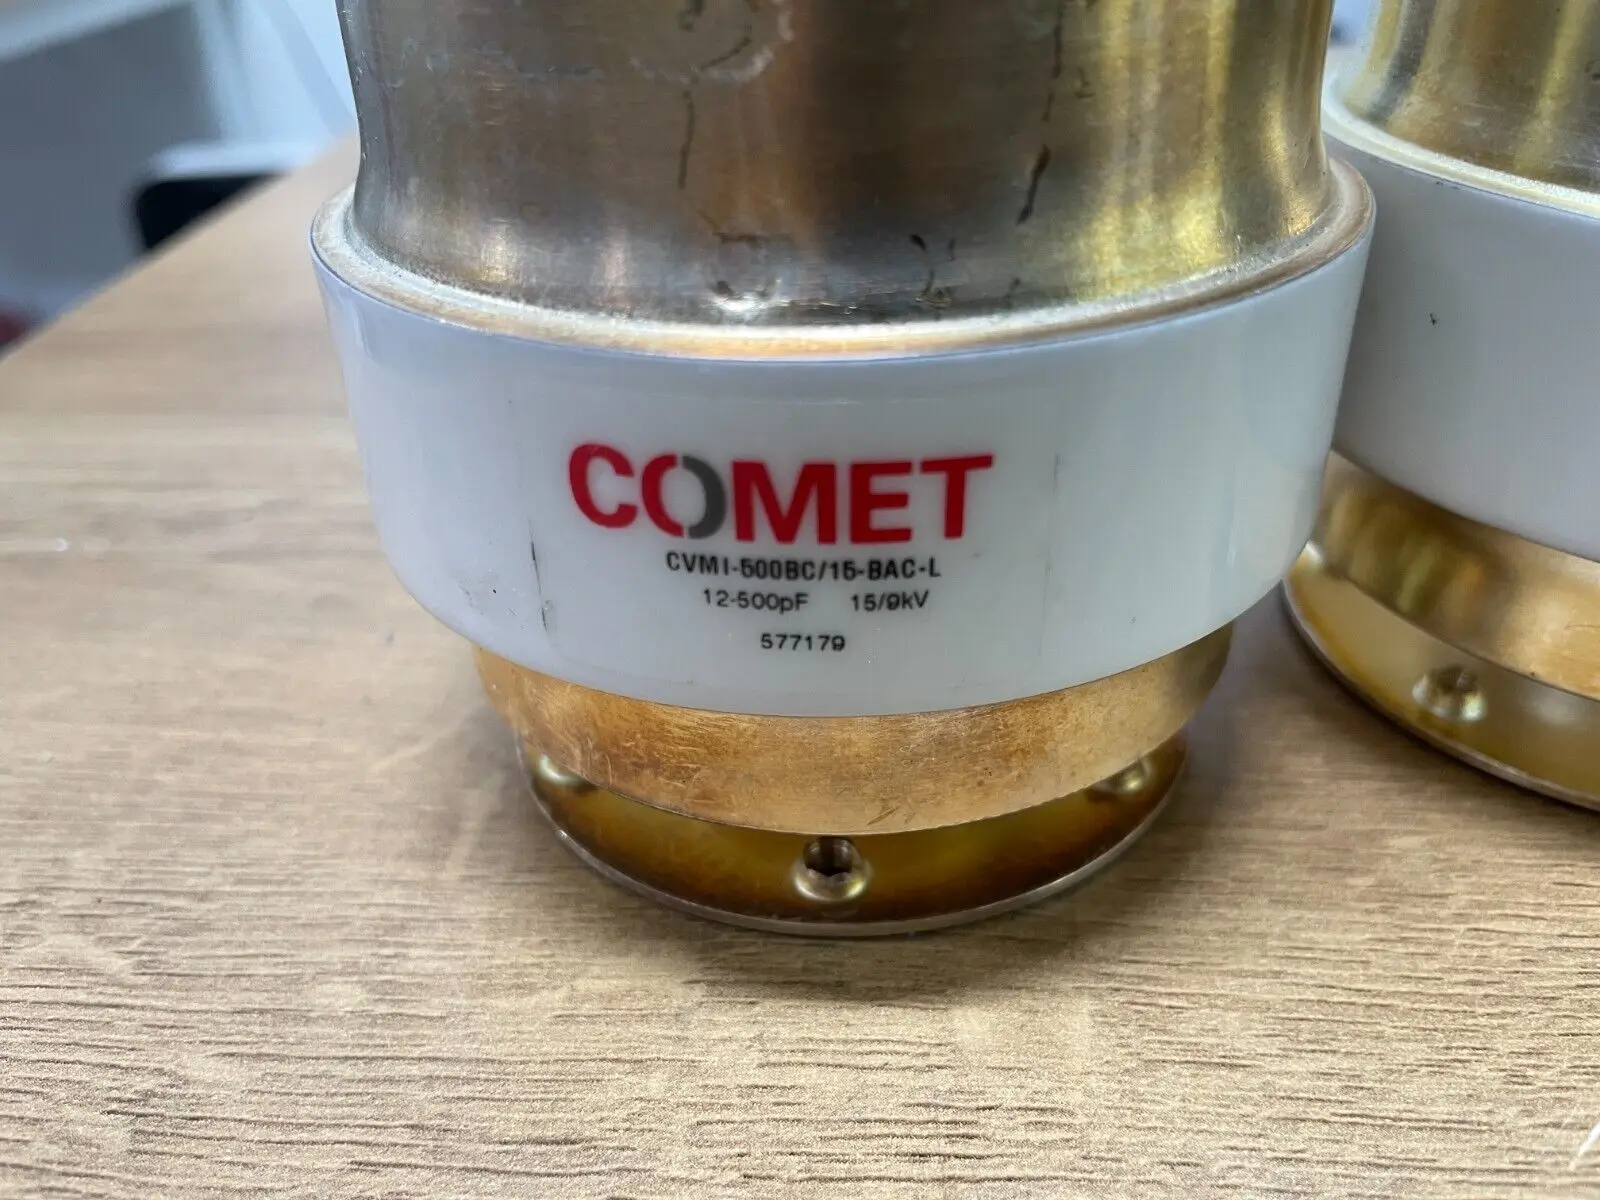 COMET
CVMI-500BC/15-BAC-L
12-500pF 15/9kV
577179